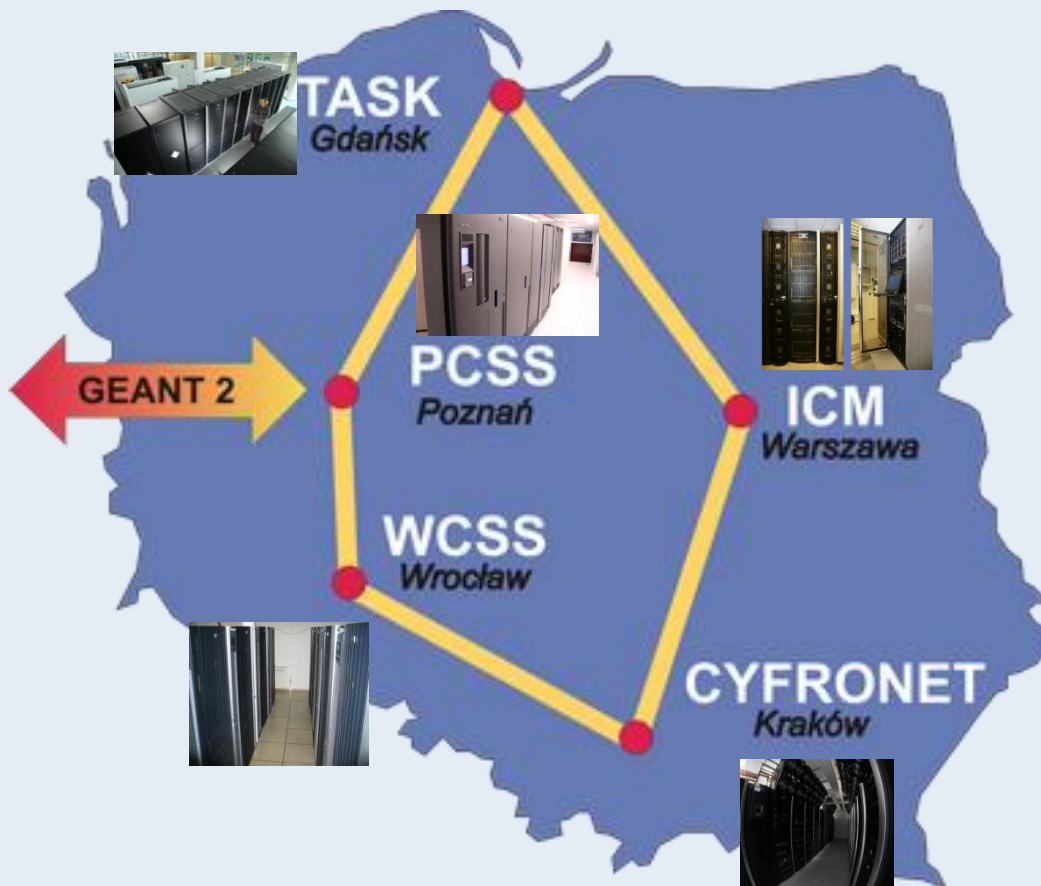 TASK
Gdańsk
PCSS
Poznań
GEANT 2
ICM
Warszawa
WCSS
Wrocław
CYFRONET
Kraków